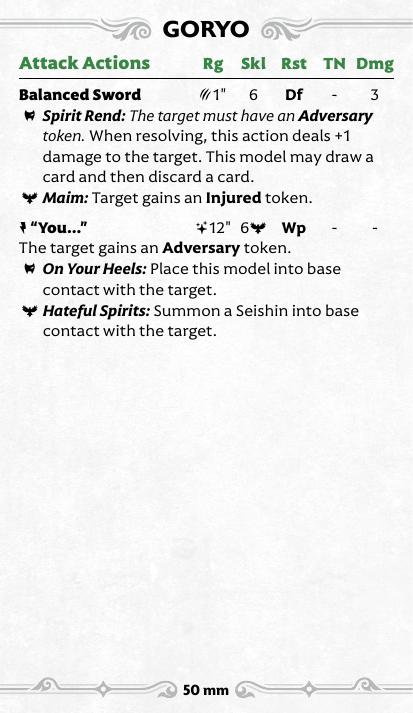 GORYO
Attack Actions Rg Skl Rst TN Dmg
Balanced Sword 1" 6 Df - 3
Spirit Rend: The target must have an Adversary
token. When resolving, this action deals +1
damage to the target. This model may draw a
card and then discard a card.
Maim: Target gains an Injured token.
“You...” 12" 6 Wp - -
The target gains an Adversary token.
On Your Heels: Place this model into base
contact with the target.
Hateful Spirits: Summon a Seishin into base
contact with the target.
50 mm